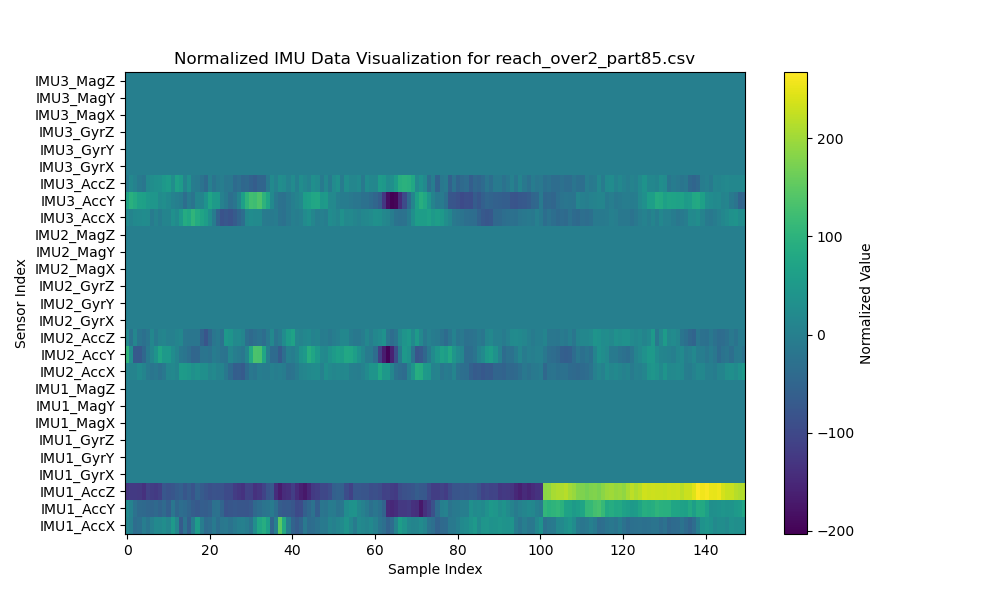 Normalized IMU Data Visualization for reach_over2_part85.csv
IMU3_MagZ
IMU3_MagY
IMU3_MagX
IMU3_GyrZ
IMU3_GyrY
IMU3_GyrX
IMU3_AccZ
IMU3_AccY
IMU3_AccX
IMU2_MagZ
IMU2_MagY
IMU2_MagX
IMU2_GyrZ
IMU2_GyrY
IMU2_GyrX
IMU2_AccZ
IMU2_AccY
IMU2_AccX
IMU1_MagZ
IMU1_MagY
IMU1_MagX
IMU1_GyrZ
IMU1_GyrY
IMU1_GyrX
IMU1_AccZ
IMU1_AccY
IMU1_AccX
Sensor Index
0 20 40 60 80 100 120 140
Sample Index
200
100
0
−100
−200
Normalized Value